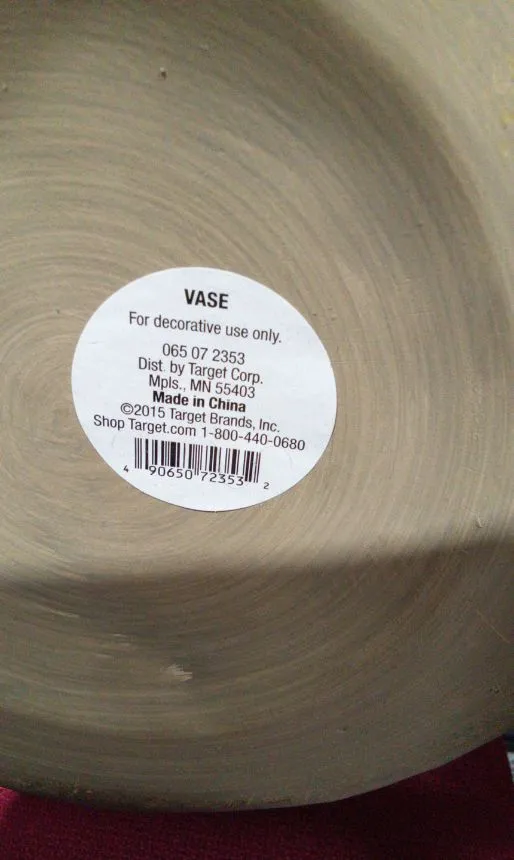 VASE
For decorative use only.
065 07 2353
Dist. by Target Corp.
Mpls., MN 55403
Made in China
©2015 Target Brands, Inc.
Shop Target.com 1-800-440-0680
4 90650 72353 2